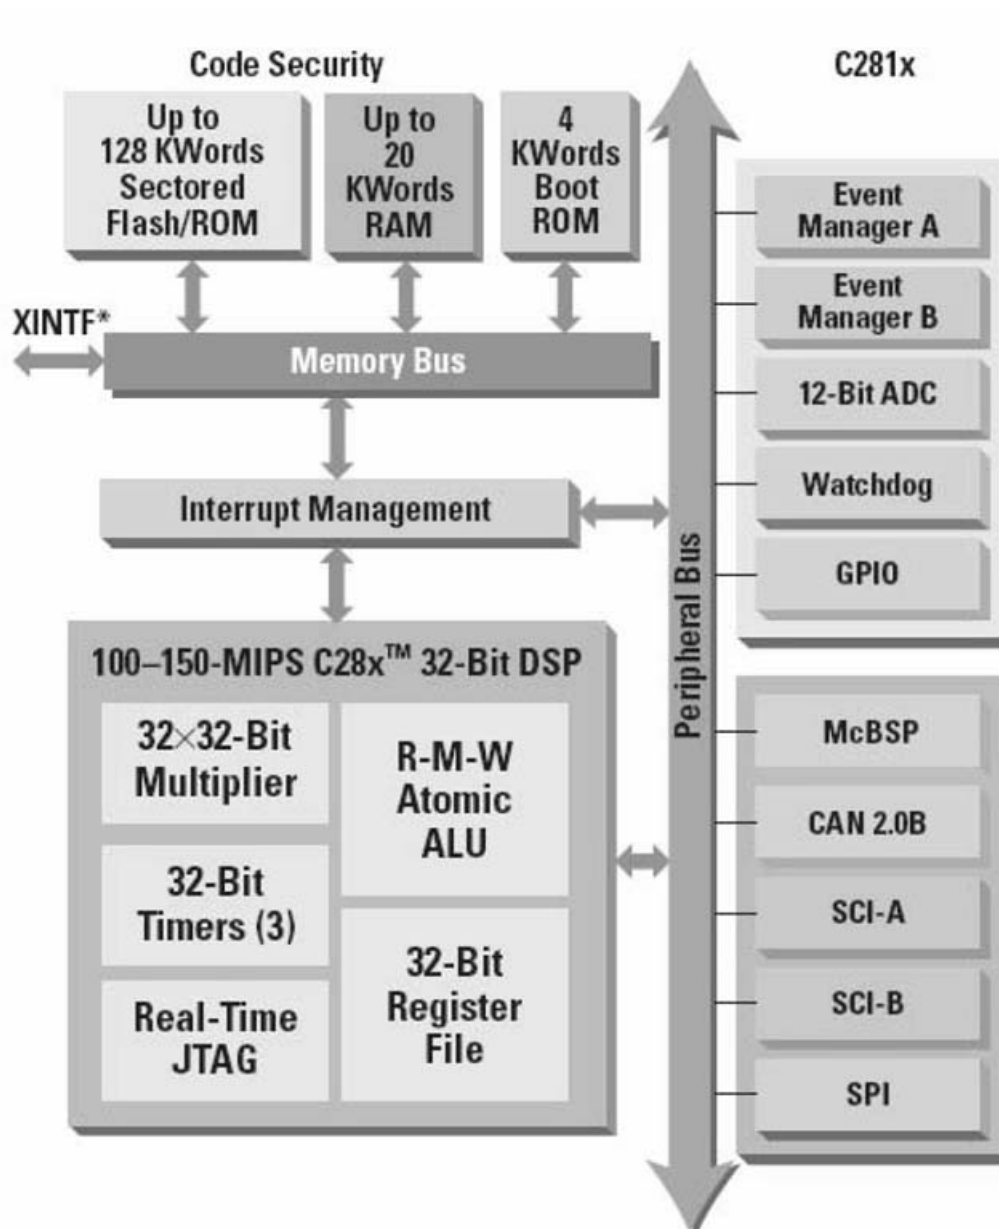 Code Security
C281x
Up to
128 KWords
Sectored
Flash/ROM
Up to
20
KWords
RAM
4
KWords
Boot
ROM
XINTF*
Memory Bus
Interrupt Management
100–150-MIPS C28x™ 32-Bit DSP
32×32-Bit
Multiplier
R-M-W
Atomic
ALU
32-Bit
Timers (3)
32-Bit
Register
File
Real-Time
JTAG
Peripheral Bus
Event
Manager A
Event
Manager B
12-Bit ADC
Watchdog
GPIO
McBSP
CAN 2.0B
SCI-A
SCI-B
SPI